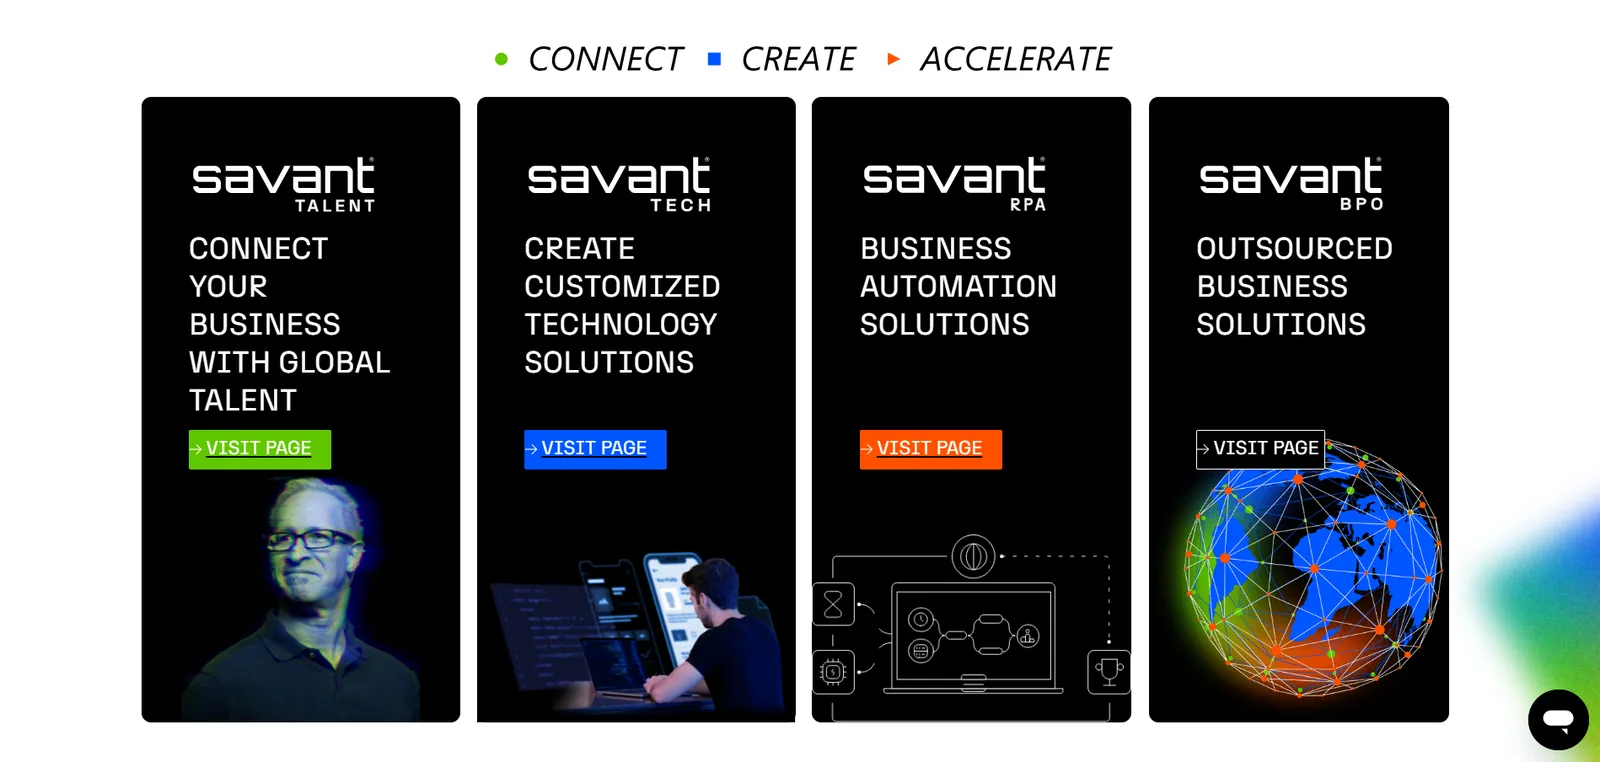 CONNECT CREATE ACCELERATE
savant®
TALENT
CONNECT
YOUR
BUSINESS
WITH GLOBAL
TALENT
VISIT PAGE
savant®
TECH
CREATE
CUSTOMIZED
TECHNOLOGY
SOLUTIONS
VISIT PAGE
savant®
RPA
BUSINESS
AUTOMATION
SOLUTIONS
VISIT PAGE
savant®
BPO
OUTSOURCED
BUSINESS
SOLUTIONS
VISIT PAGE